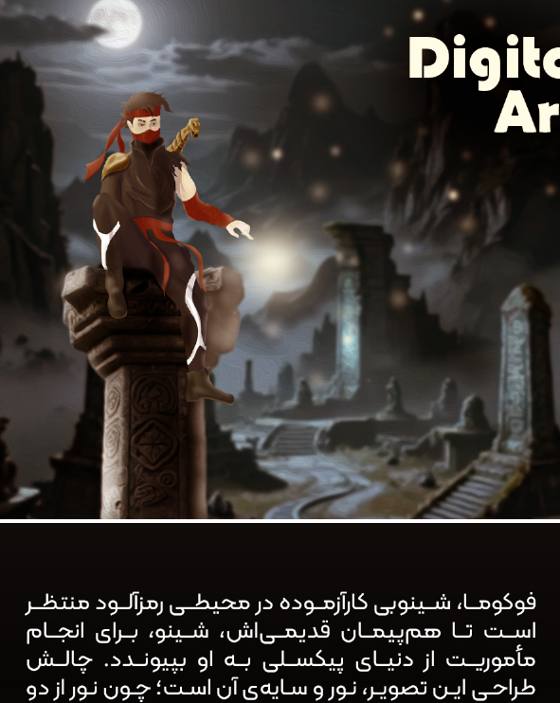 Digita
Ar
فوکوما، شینوبی کارآزموده در محیطی رمزآلود منتظر
است تا هم‌پیمان قدیمی‌اش، شینو، برای انجام
مأموریت از دنیای پیکسلی به او بپیوندد. چالش
طراحی این تصویر، نور و سایه‌ی آن است؛ چون نور از دو